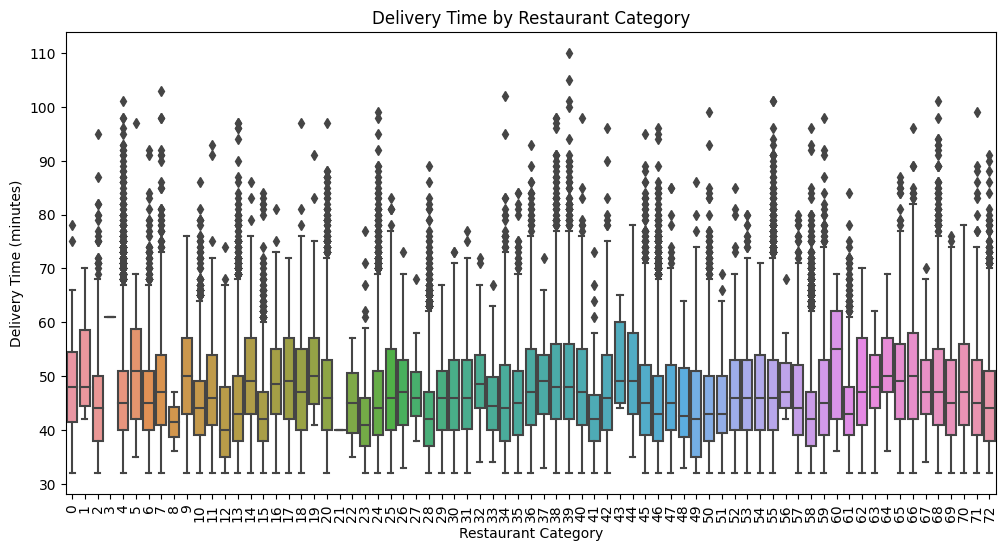 Delivery Time by Restaurant Category
Delivery Time (minutes)
110
100
90
80
70
60
50
40
30
0 1 2 3 4 5 6 7 8 9 10 11 12 13 14 15 16 17 18 19 20 21 22 23 24 25 26 27 28 29 30 31 32 33 34 35 36 37 38 39 40 41 42 43 44 45 46 47 48 49 50 51 52 53 54 55 56 57 58 59 60 61 62 63 64 65 66 67 68 69 70 71 72
Restaurant Category